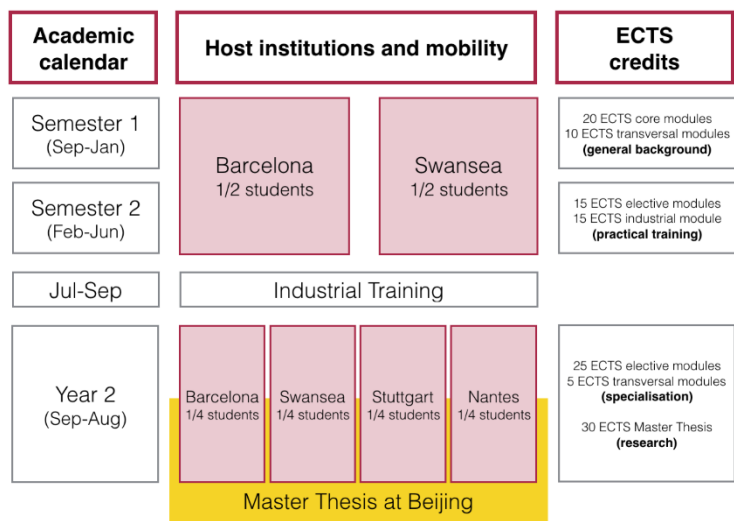 Academic
calendar
Host institutions and mobility
ECTS
credits
Semester 1
(Sep-Jan)
Barcelona
1/2 students
Swansea
1/2 students
20 ECTS core modules
10 ECTS transversal modules
(general background)
Semester 2
(Feb-Jun)
15 ECTS elective modules
15 ECTS industrial module
(practical training)
Jul-Sep
Industrial Training
Year 2
(Sep-Aug)
Barcelona
1/4 students
Swansea
1/4 students
Stuttgart
1/4 students
Nantes
1/4 students
25 ECTS elective modules
5 ECTS transversal modules
(specialisation)
30 ECTS Master Thesis
(research)
Master Thesis at Beijing